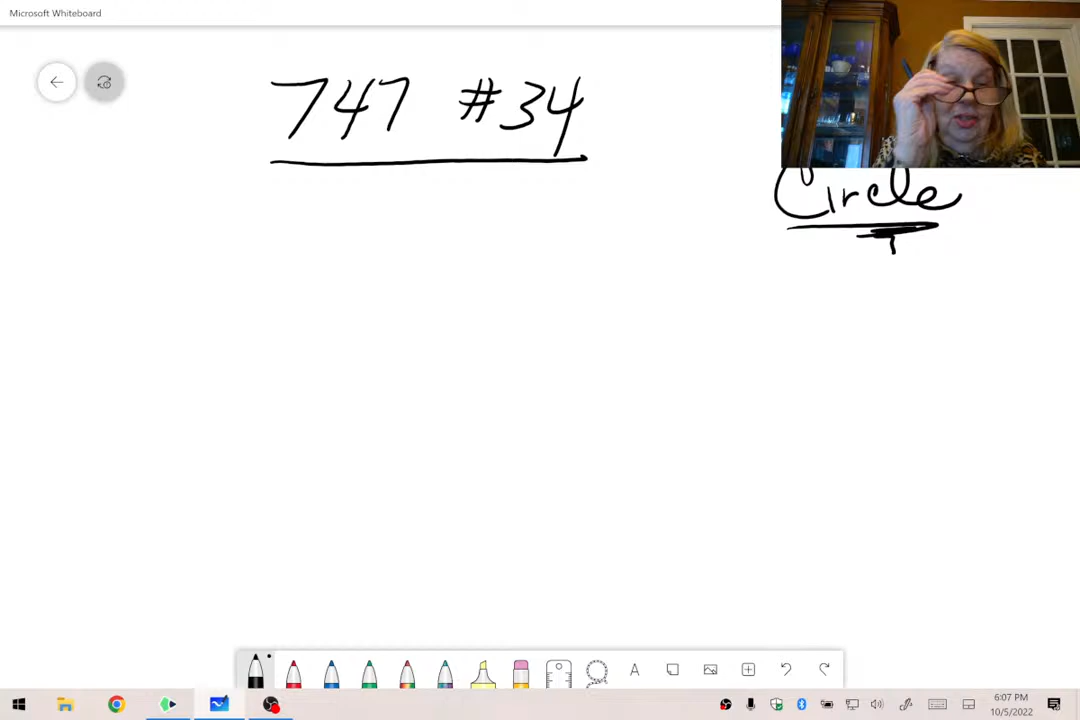 Microsoft Whiteboard
747 #34
Circle
A
6:07 PM
10/5/2022